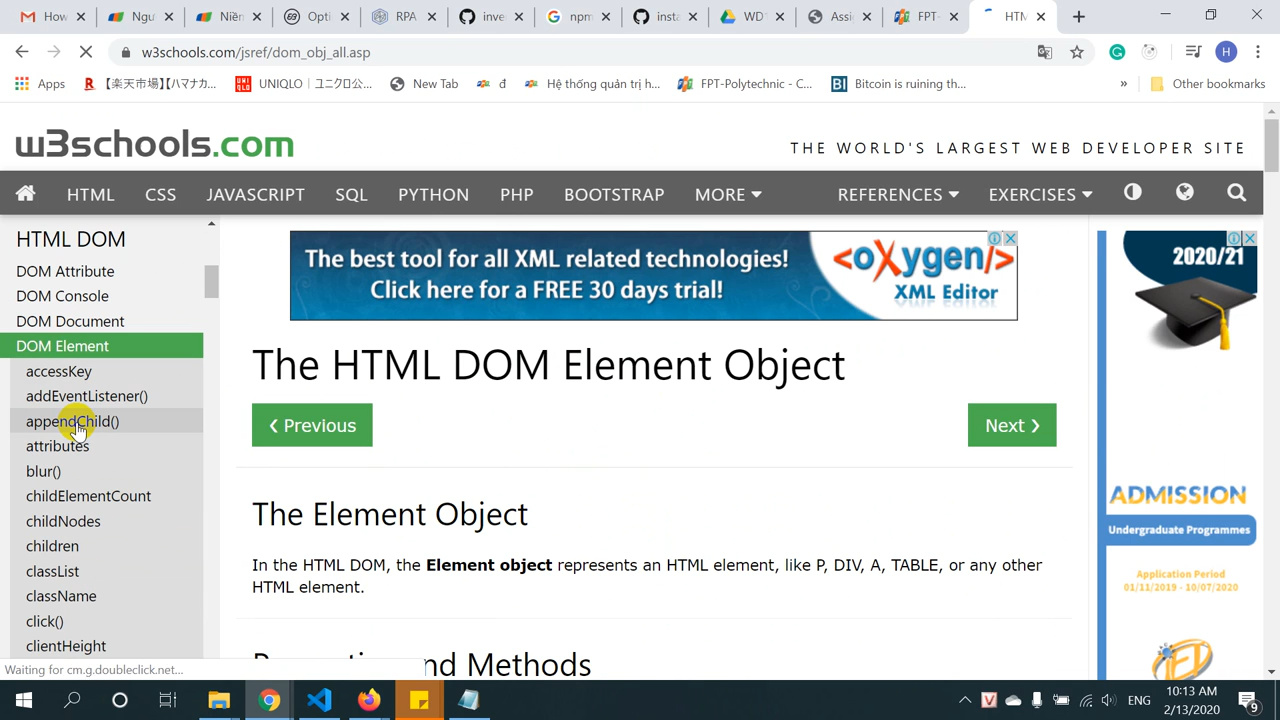 How
Ngư
Niền
Opti
RPA
inve
npm
insta
WD1
Assi
FPT-
HTM
w3schools.com/jsref/dom_obj_all.asp
H
Apps
【楽天市場】【ハマナカ...
UNIQLO | ユニクロ公...
New Tab
đ
Hệ thống quản trị h...
FPT-Polytechnic - C...
BI
Bitcoin is ruining th...
»
Other bookmarks
w3schools.com
THE WORLD'S LARGEST WEB DEVELOPER SITE
HTML
CSS
JAVASCRIPT
SQL
PYTHON
PHP
BOOTSTRAP
MORE
REFERENCES
EXERCISES
HTML DOM
DOM Attribute
DOM Console
DOM Document
DOM Element
accessKey
addEventListener()
appendChild()
attributes
blur()
childElementCount
childNodes
children
classList
className
click()
clientHeight
The best tool for all XML related technologies!
Click here for a FREE 30 days trial!
<oXygen/>
XML Editor
The HTML DOM Element Object
❮ Previous
Next ❯
The Element Object
In the HTML DOM, the Element object represents an HTML element, like P, DIV, A, TABLE, or any other
HTML element.
nd Methods
2020/21
ADMISSION
Undergraduate Programmes
Application Period
01/11/2019 - 10/07/2020
Waiting for cm.g.doubleclick.net...
ENG
10:13 AM
2/13/2020
9